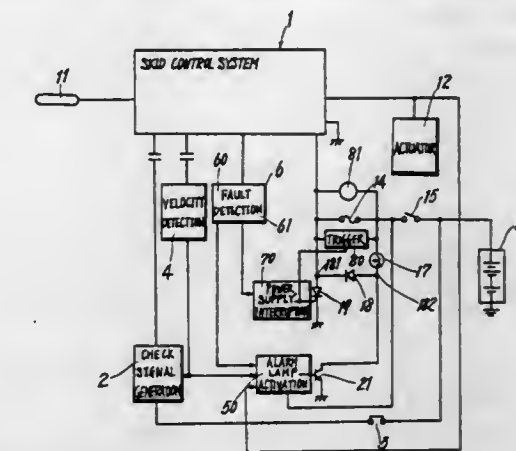 1
SKID CONTROL SYSTEM
11
12
ACTUATOR
81
60
6
14
15
FAULT
DETECTION
61
VELOCITY
DETECTION
4
TRIGGER
80
181
17
70
POWER
SUPPLY
INTERRUPTION
19
18
182
2
CHECK
SIGNAL
GENERATION
ALARM
LAMP
ACTIVATION
50
21
5